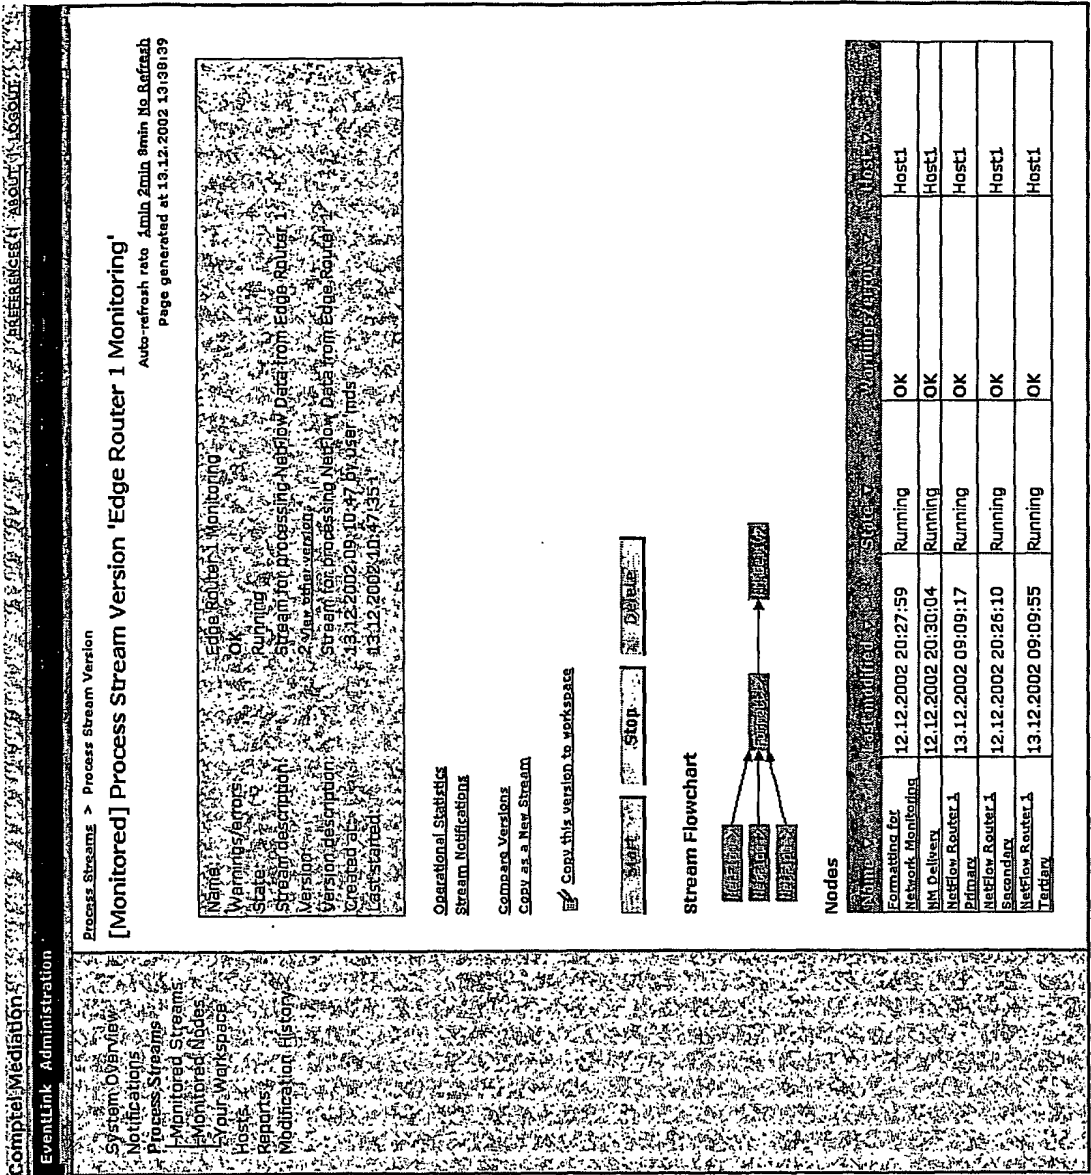 Comptel Mediation
PREFERENCES | ABOUT | LOGOUT
EventLink Administration
System Overview
Notifications
Process Streams
Monitored Streams
Monitored Nodes
Your Workspace
Hosts
Reports
Modification History
Process Streams > Process Stream Version
[Monitored] Process Stream Version 'Edge Router 1 Monitoring'
Auto-refresh rate 1min 2min 8min No Refresh
Page generated at 13.12.2002 13:38:39
Name: Edge Router 1 Monitoring
Warnings/errors: OK
State: Running
Stream description: Stream for processing NetFlow Data from Edge Router 1.
Version: 2 View other versions
Version description: Stream for processing NetFlow Data from Edge Router 1
Created at: 13.12.2002 09:10:47 by user mds
Last started: 13.12.2002 10:47:35
Operational Statistics
Stream Notifications
Compare Versions
Copy as a New Stream
Copy this version to workspace
Start Stop Delete
Stream Flowchart
Nodes
Name Last modified State Warnings/errors Host
Formatting for Network Monitoring 12.12.2002 20:27:59 Running OK Host1
NM Delivery 12.12.2002 20:30:04 Running OK Host1
NetFlow Router 1 Primary 13.12.2002 09:09:17 Running OK Host1
NetFlow Router 1 Secondary 12.12.2002 20:26:10 Running OK Host1
NetFlow Router 1 Tertiary 13.12.2002 09:09:55 Running OK Host1